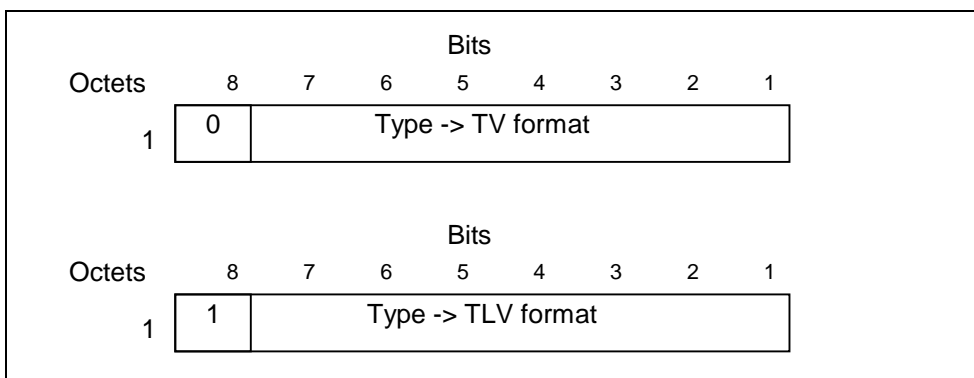 Bits
Octets 8 7 6 5 4 3 2 1
1 0 Type -> TV format
Bits
Octets 8 7 6 5 4 3 2 1
1 1 Type -> TLV format